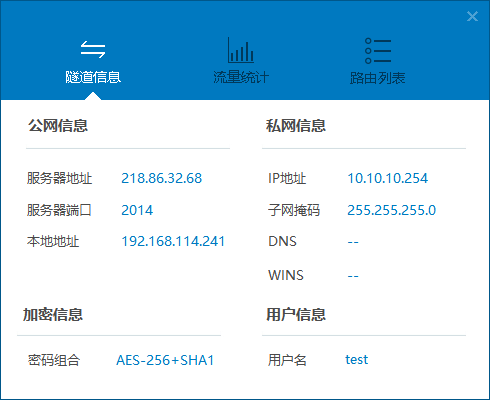 隧道信息 流量统计 路由列表
公网信息
服务器地址 218.86.32.68
服务器端口 2014
本地地址 192.168.114.241
私网信息
IP地址 10.10.10.254
子网掩码 255.255.255.0
DNS --
WINS --
加密信息
密码组合 AES-256+SHA1
用户信息
用户名 test